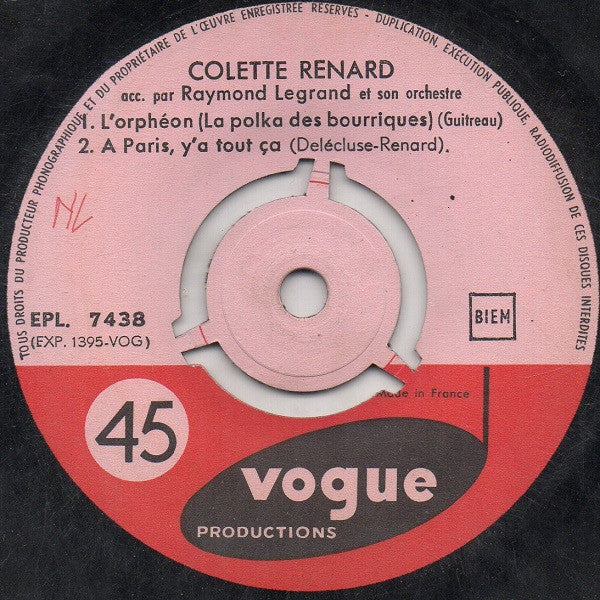 TOUS DROITS DU PRODUCTEUR PHONOGRAPHIQUE ET DU PROPRIÉTAIRE DE L'ŒUVRE ENREGISTRÉE RÉSERVÉS - DUPLICATION, EXÉCUTION PUBLIQUE, RADIODIFFUSION DE CES DISQUES INTERDITES
COLETTE RENARD
acc. par Raymond Legrand et son orchestre
1. L'orphéon (La polka des bourriques) (Guitreau)
2. A Paris, y'a tout ça (Delécluse-Renard).
NL
EPL. 7438
(EXP. 1395-VOG)
BIEM
Made in France
45
vogue
PRODUCTIONS